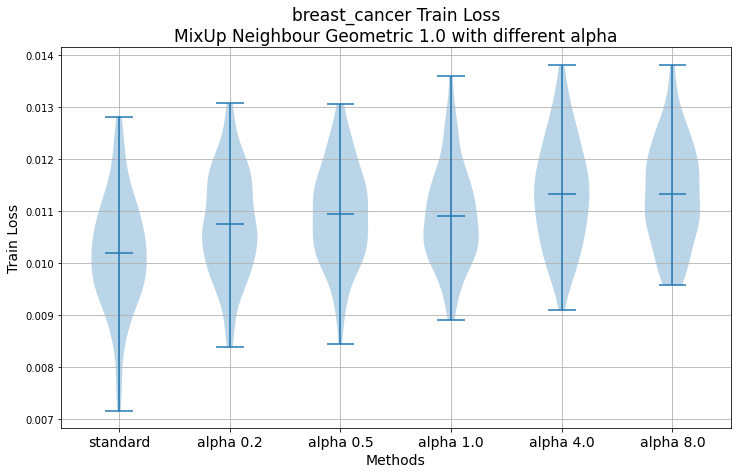 breast_cancer Train Loss
MixUp Neighbour Geometric 1.0 with different alpha
0.014
0.013
0.012
0.011
0.010
0.009
0.008
0.007
Train Loss
standard
alpha 0.2
alpha 0.5
alpha 1.0
alpha 4.0
alpha 8.0
Methods